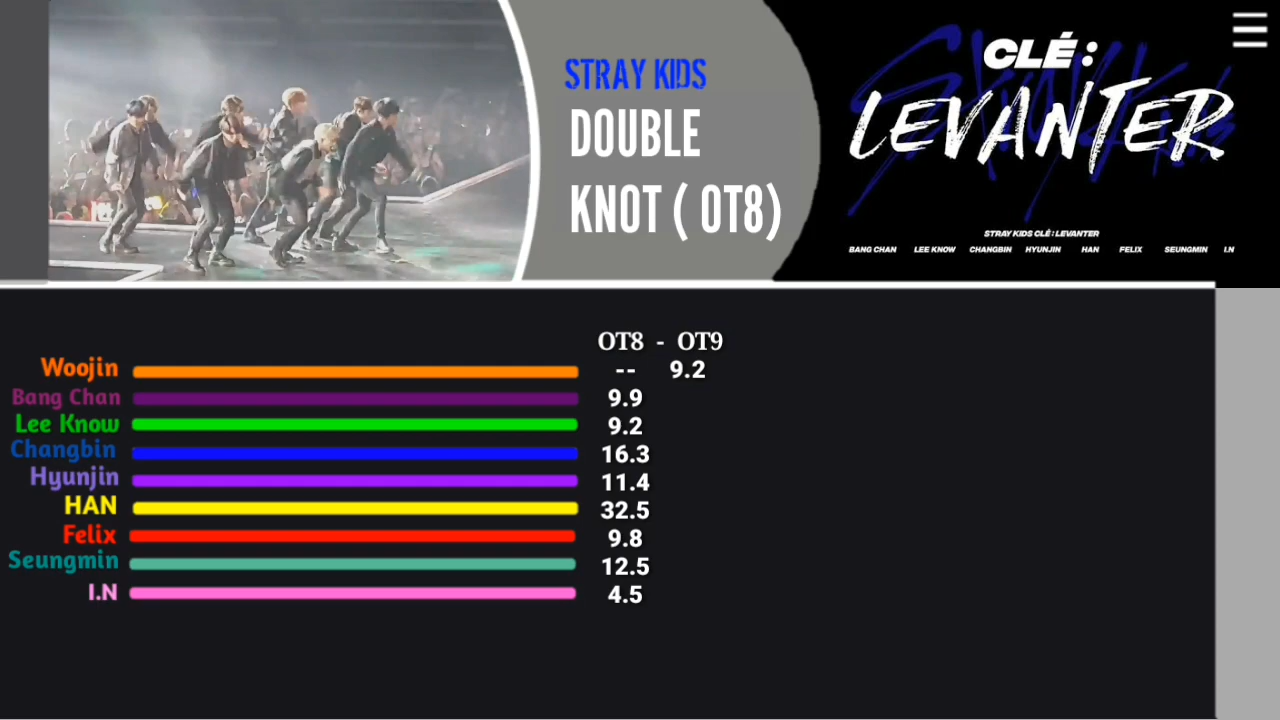 STRAY KIDS
DOUBLE
KNOT ( OT8)
CLÉ:
LEVANTER
STRAY KIDS CLÉ : LEVANTER
BANG CHAN LEE KNOW CHANGBIN HYUNJIN HAN FELIX SEUNGMIN I.N
OT8 - OT9
Woojin -- 9.2
Bang Chan 9.9
Lee Know 9.2
Changbin 16.3
Hyunjin 11.4
HAN 32.5
Felix 9.8
Seungmin 12.5
I.N 4.5